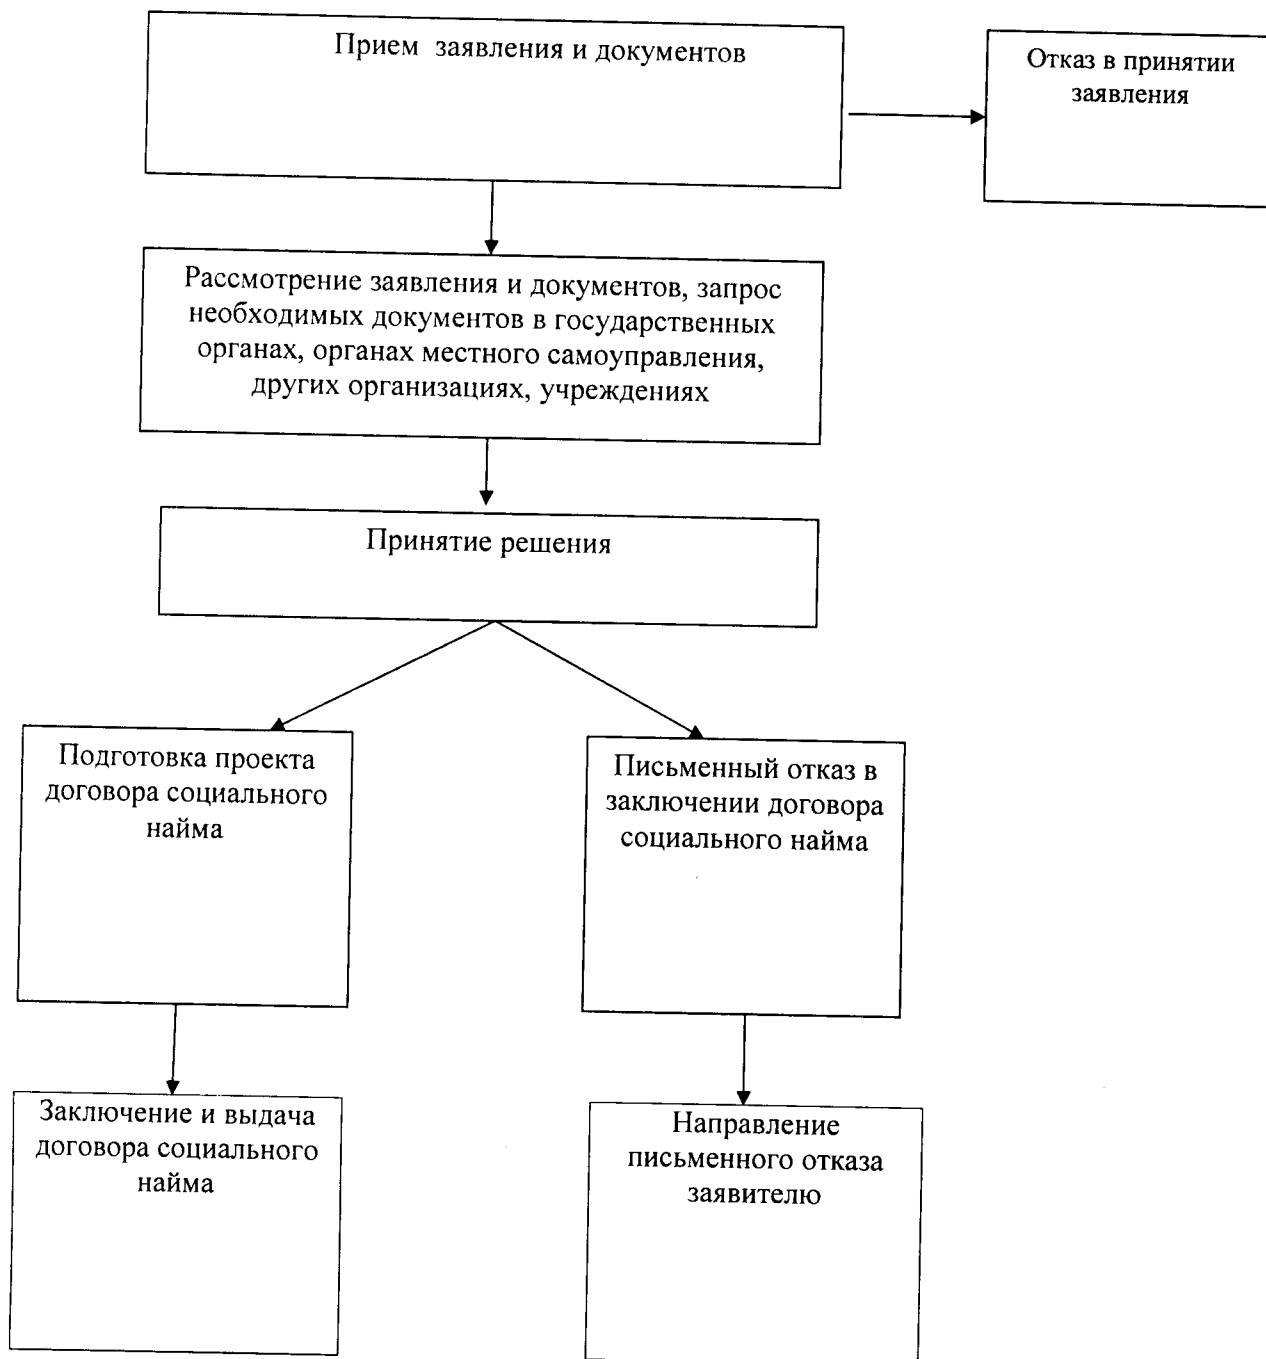 Прием заявления и документов
Отказ в принятии
заявления
Рассмотрение заявления и документов, запрос
необходимых документов в государственных
органах, органах местного самоуправления,
других организациях, учреждениях
Принятие решения
Подготовка проекта
договора социального
найма
Письменный отказ в
заключении договора
социального найма
Заключение и выдача
договора социального
найма
Направление
письменного отказа
заявителю